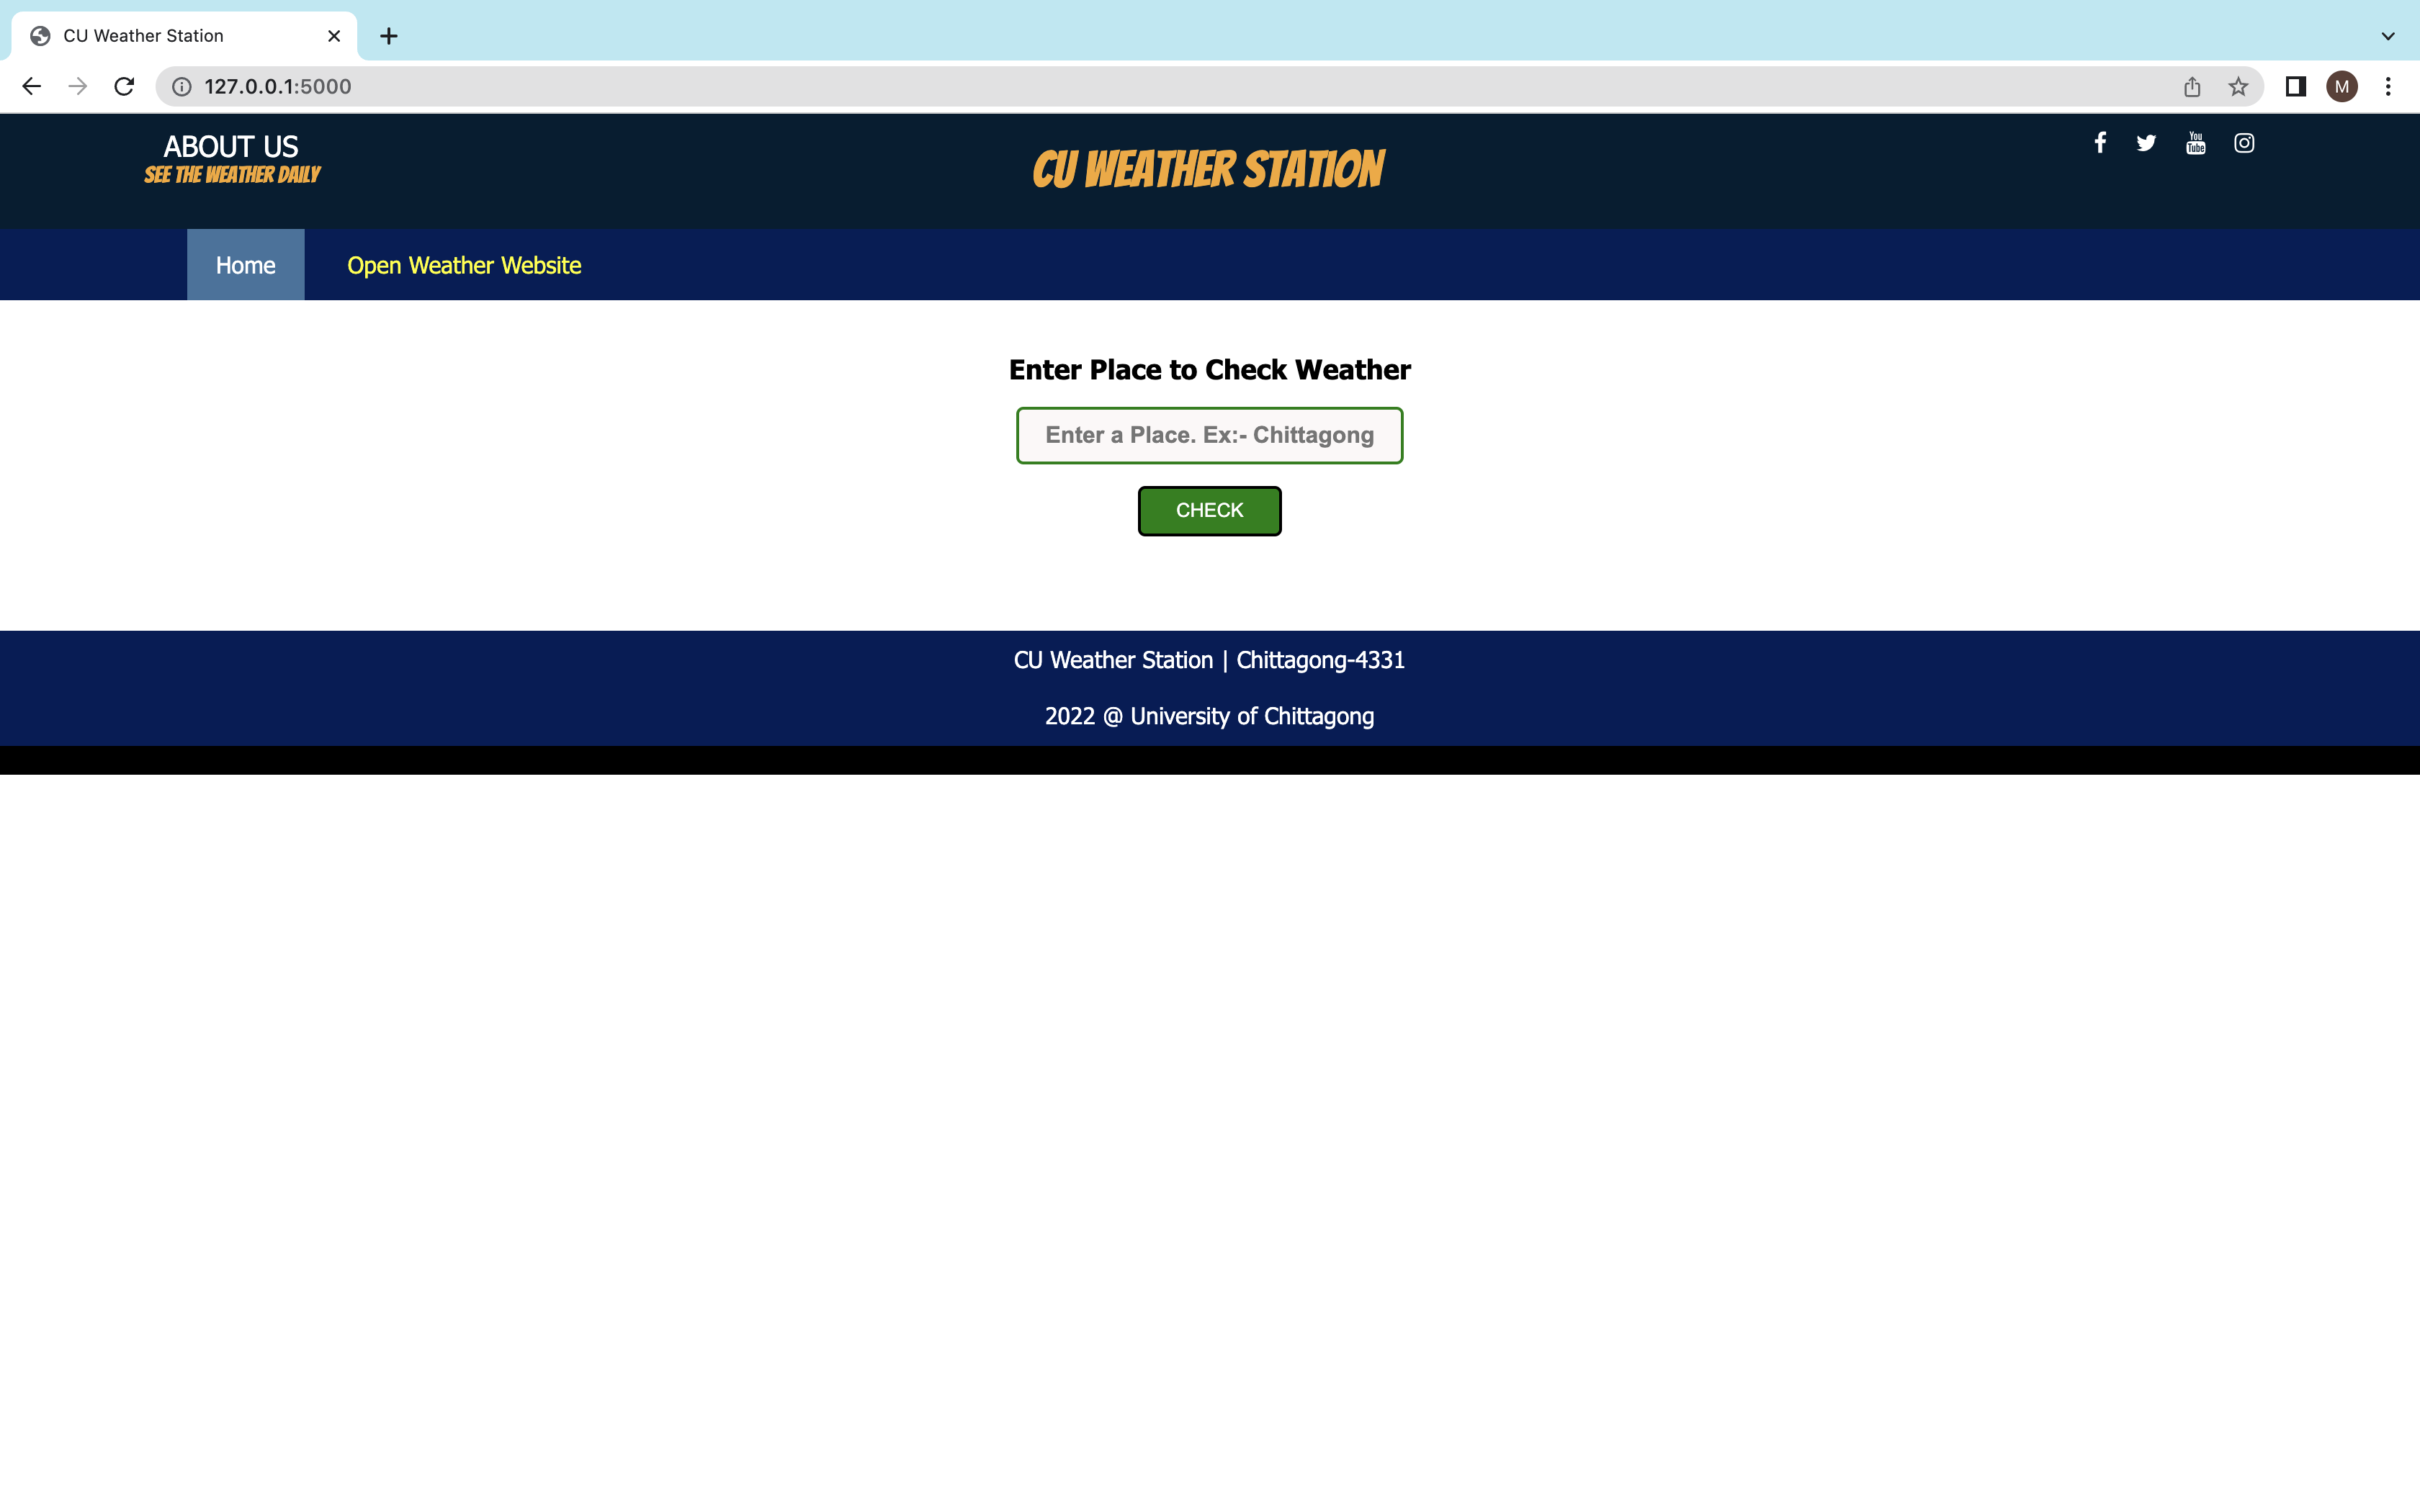 CU Weather Station
127.0.0.1:5000
M
ABOUT US
SEE THE WEATHER DAILY
CU WEATHER STATION
You
Tube
Home
Open Weather Website
Enter Place to Check Weather
Enter a Place. Ex:- Chittagong
CHECK
CU Weather Station | Chittagong-4331
2022 @ University of Chittagong